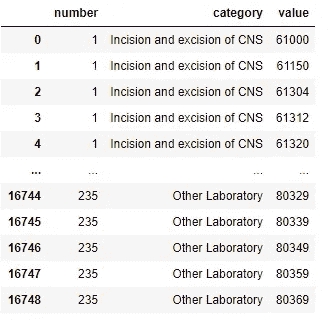 number category value
0 1 Incision and excision of CNS 61000
1 1 Incision and excision of CNS 61150
2 1 Incision and excision of CNS 61304
3 1 Incision and excision of CNS 61312
4 1 Incision and excision of CNS 61320
... ... ... ...
16744 235 Other Laboratory 80329
16745 235 Other Laboratory 80339
16746 235 Other Laboratory 80349
16747 235 Other Laboratory 80359
16748 235 Other Laboratory 80369